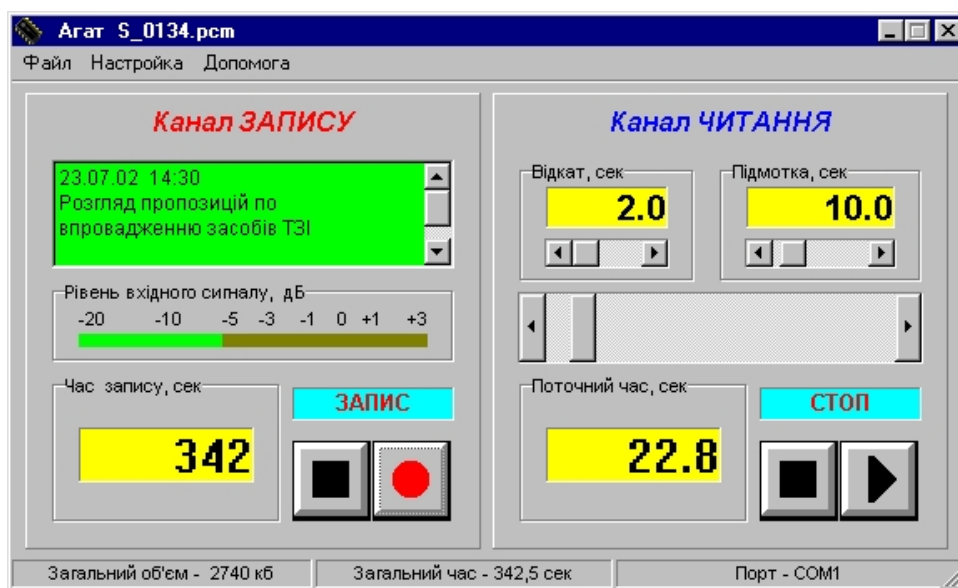 Агат S_0134.pcm
Файл Настройка Допомога
Канал ЗАПИСУ
23.07.02 14:30
Розгляд пропозицій по
впровадженню засобів ТЗІ
Рівень вхідного сигналу, дБ
-20 -10 -5 -3 -1 0 +1 +3
Час запису, сек
342
ЗАПИС
Канал ЧИТАННЯ
Відкат, сек
2.0
Підмотка, сек
10.0
Поточний час, сек
22.8
СТОП
Загальний об'єм - 2740 кб
Загальний час - 342,5 сек
Порт - COM1